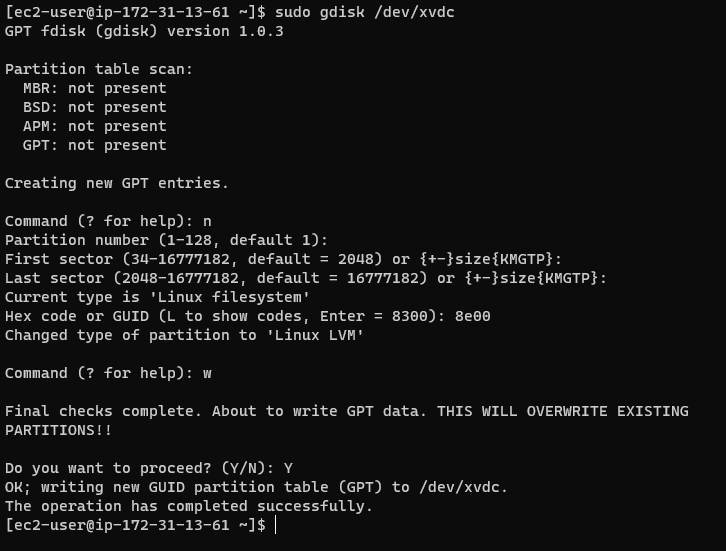 [ec2-user@ip-172-31-13-61 ~]$ sudo gdisk /dev/xvdc
GPT fdisk (gdisk) version 1.0.3
Partition table scan:
  MBR: not present
  BSD: not present
  APM: not present
  GPT: not present
Creating new GPT entries.
Command (? for help): n
Partition number (1-128, default 1):
First sector (34-16777182, default = 2048) or {+-}size{KMGTP}:
Last sector (2048-16777182, default = 16777182) or {+-}size{KMGTP}:
Current type is 'Linux filesystem'
Hex code or GUID (L to show codes, Enter = 8300): 8e00
Changed type of partition to 'Linux LVM'
Command (? for help): w
Final checks complete. About to write GPT data. THIS WILL OVERWRITE EXISTING
PARTITIONS!!
Do you want to proceed? (Y/N): Y
OK; writing new GUID partition table (GPT) to /dev/xvdc.
The operation has completed successfully.
[ec2-user@ip-172-31-13-61 ~]$